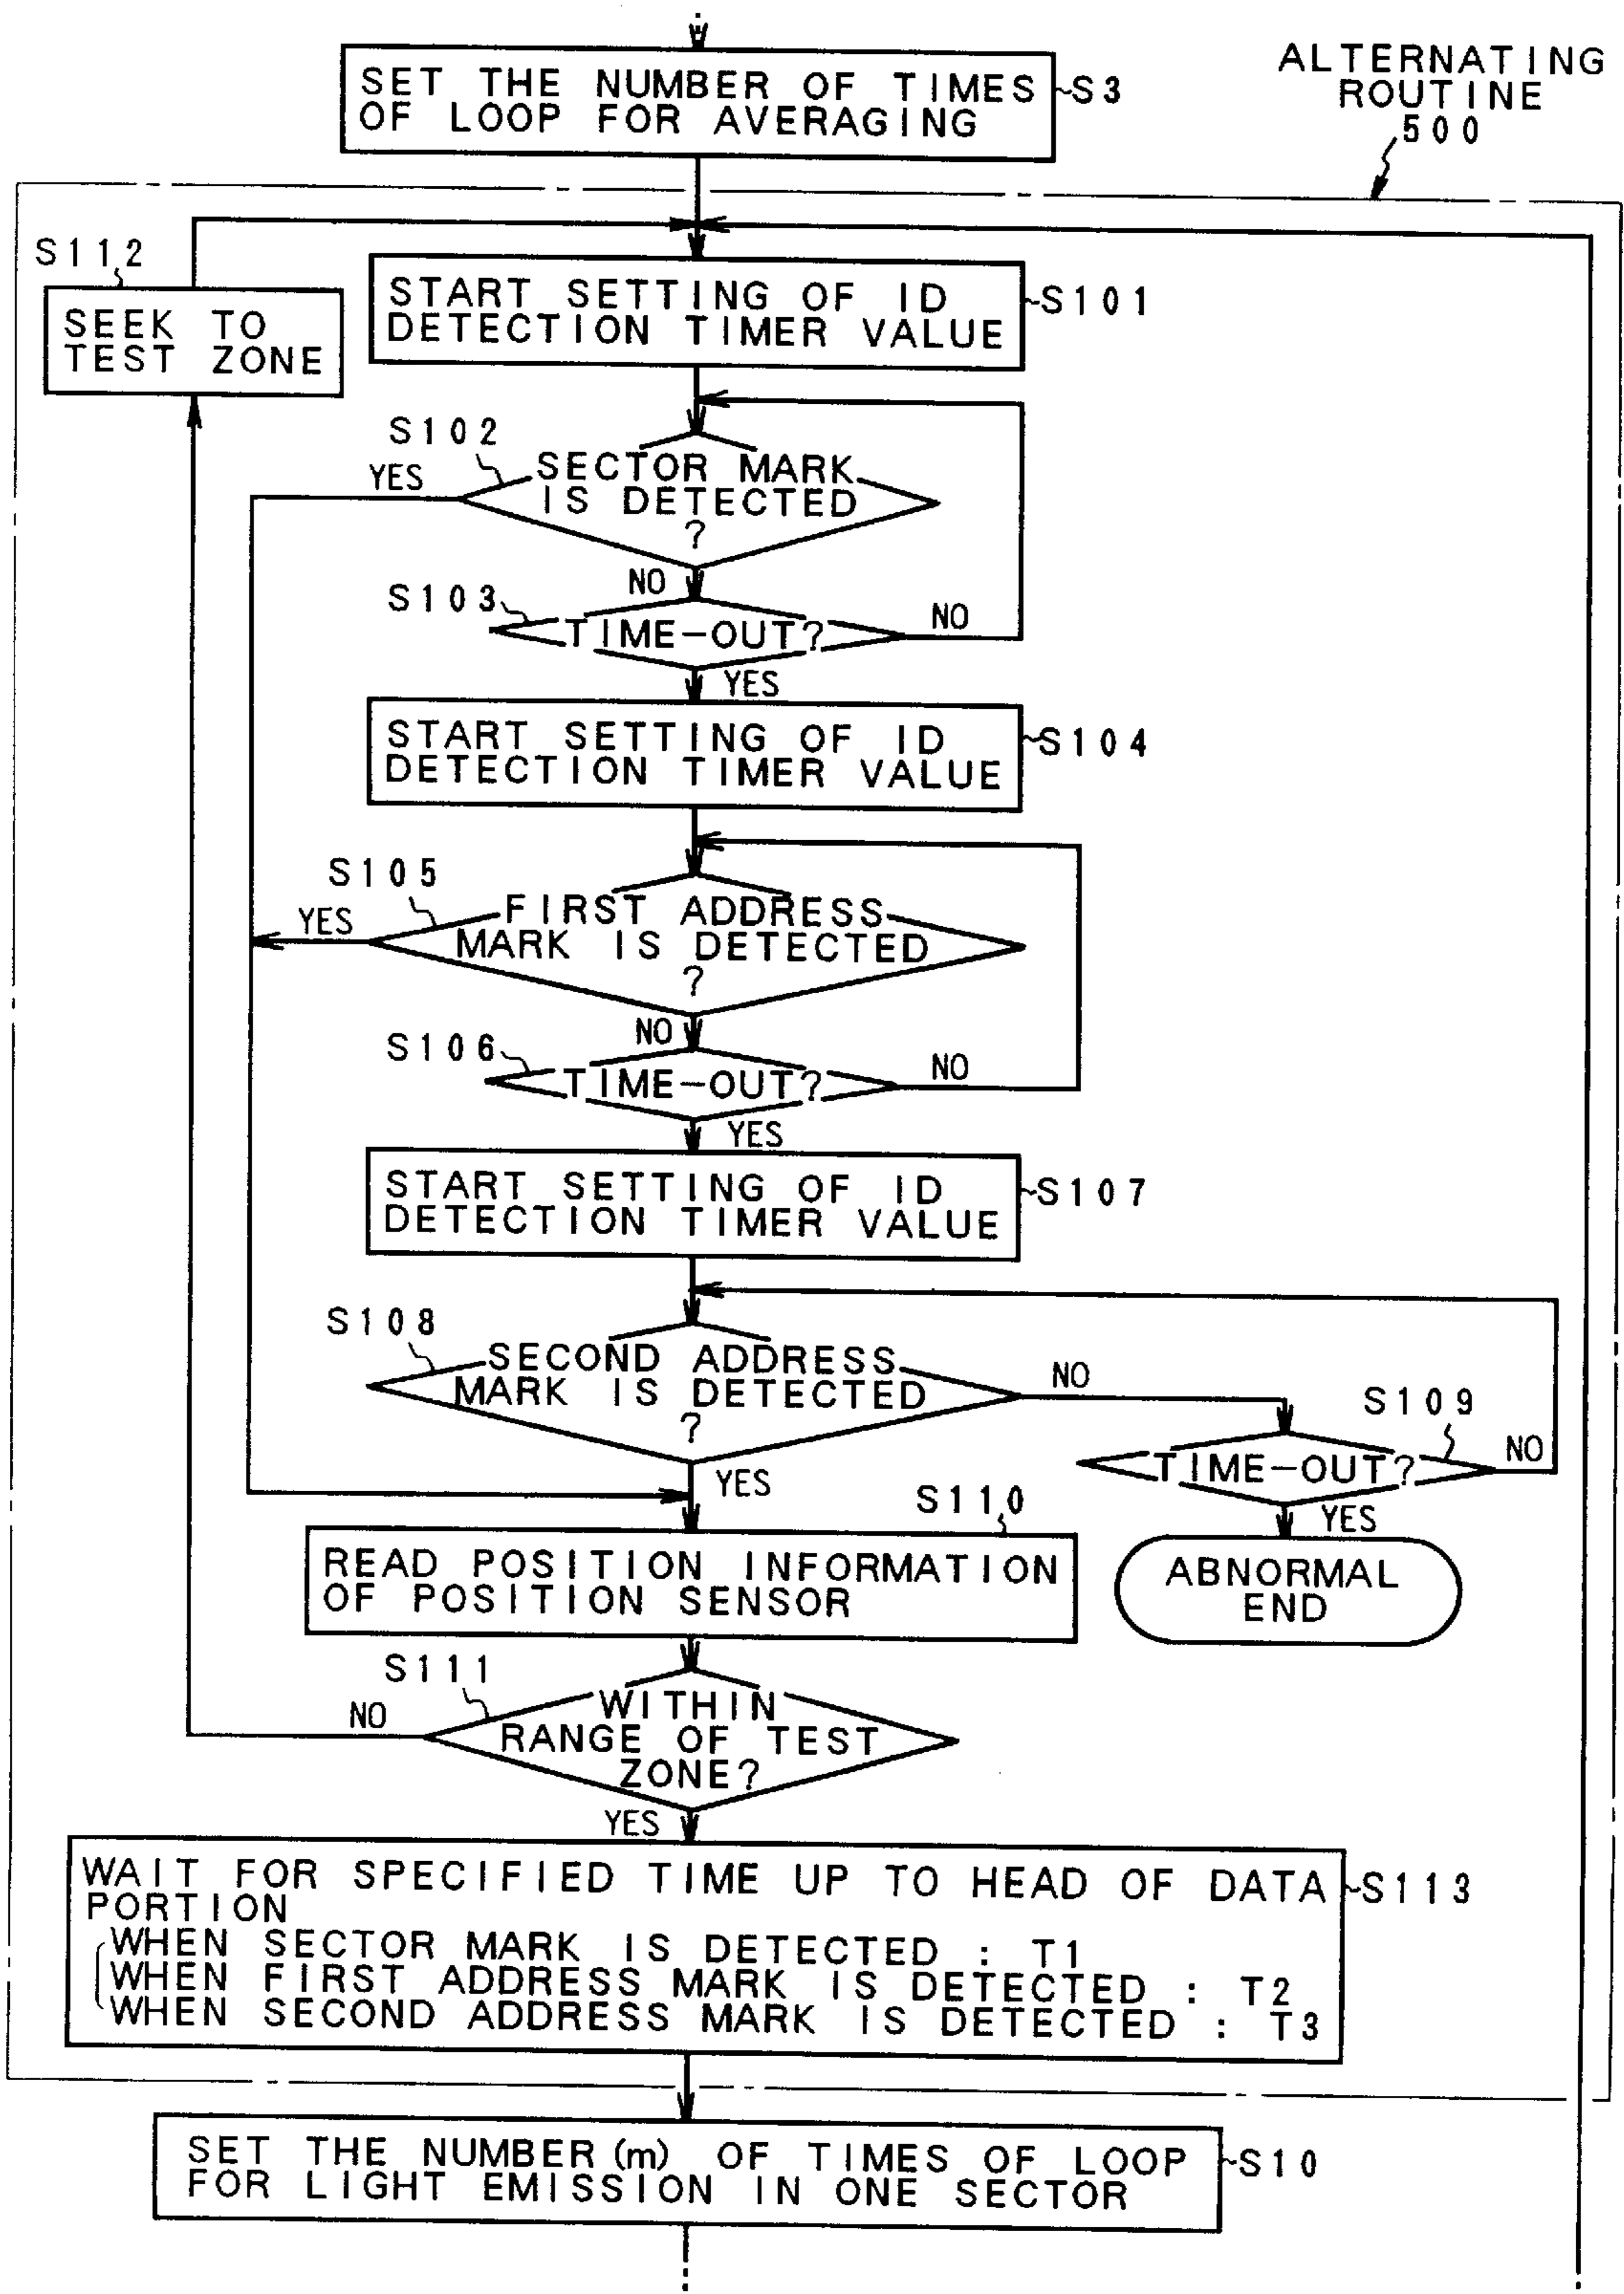 SET THE NUMBER OF TIMES
OF LOOP FOR AVERAGING
S3
ALTERNATING
ROUTINE
500
S112
SEEK TO
TEST ZONE
START SETTING OF ID
DETECTION TIMER VALUE
S101
S102
YES
SECTOR MARK
IS DETECTED
?
NO
S103
TIME-OUT?
NO
YES
START SETTING OF ID
DETECTION TIMER VALUE
S104
S105
YES
FIRST ADDRESS
MARK IS DETECTED
?
NO
S106
TIME-OUT?
NO
YES
START SETTING OF ID
DETECTION TIMER VALUE
S107
S108
SECOND ADDRESS
MARK IS DETECTED
?
NO
S109
TIME-OUT?
NO
YES
YES
ABNORMAL
END
S110
READ POSITION INFORMATION
OF POSITION SENSOR
S111
NO
WITHIN
RANGE OF TEST
ZONE?
YES
WAIT FOR SPECIFIED TIME UP TO HEAD OF DATA
PORTION
WHEN SECTOR MARK IS DETECTED : T1
WHEN FIRST ADDRESS MARK IS DETECTED : T2
WHEN SECOND ADDRESS MARK IS DETECTED : T3
S113
SET THE NUMBER (m) OF TIMES OF LOOP
FOR LIGHT EMISSION IN ONE SECTOR
S10